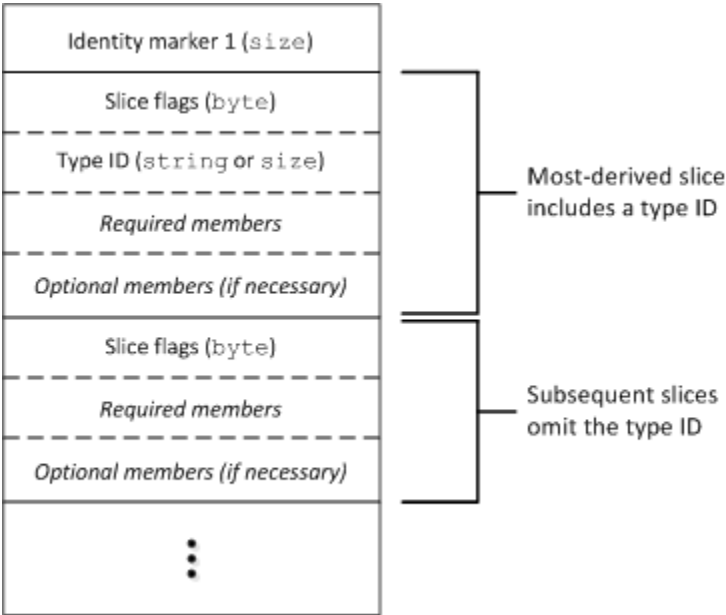 Identity marker 1 (size)
Slice flags (byte)
Type ID (string or size)
Required members
Optional members (if necessary)
Most-derived slice
includes a type ID
Slice flags (byte)
Required members
Optional members (if necessary)
Subsequent slices
omit the type ID